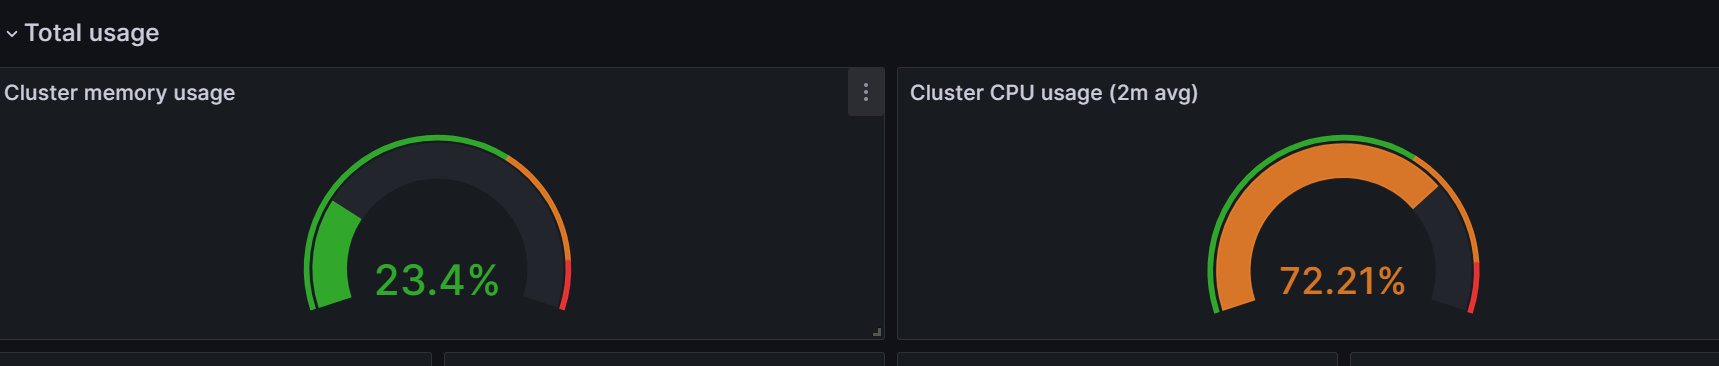 Total usage
Cluster memory usage
23.4%
Cluster CPU usage (2m avg)
72.21%